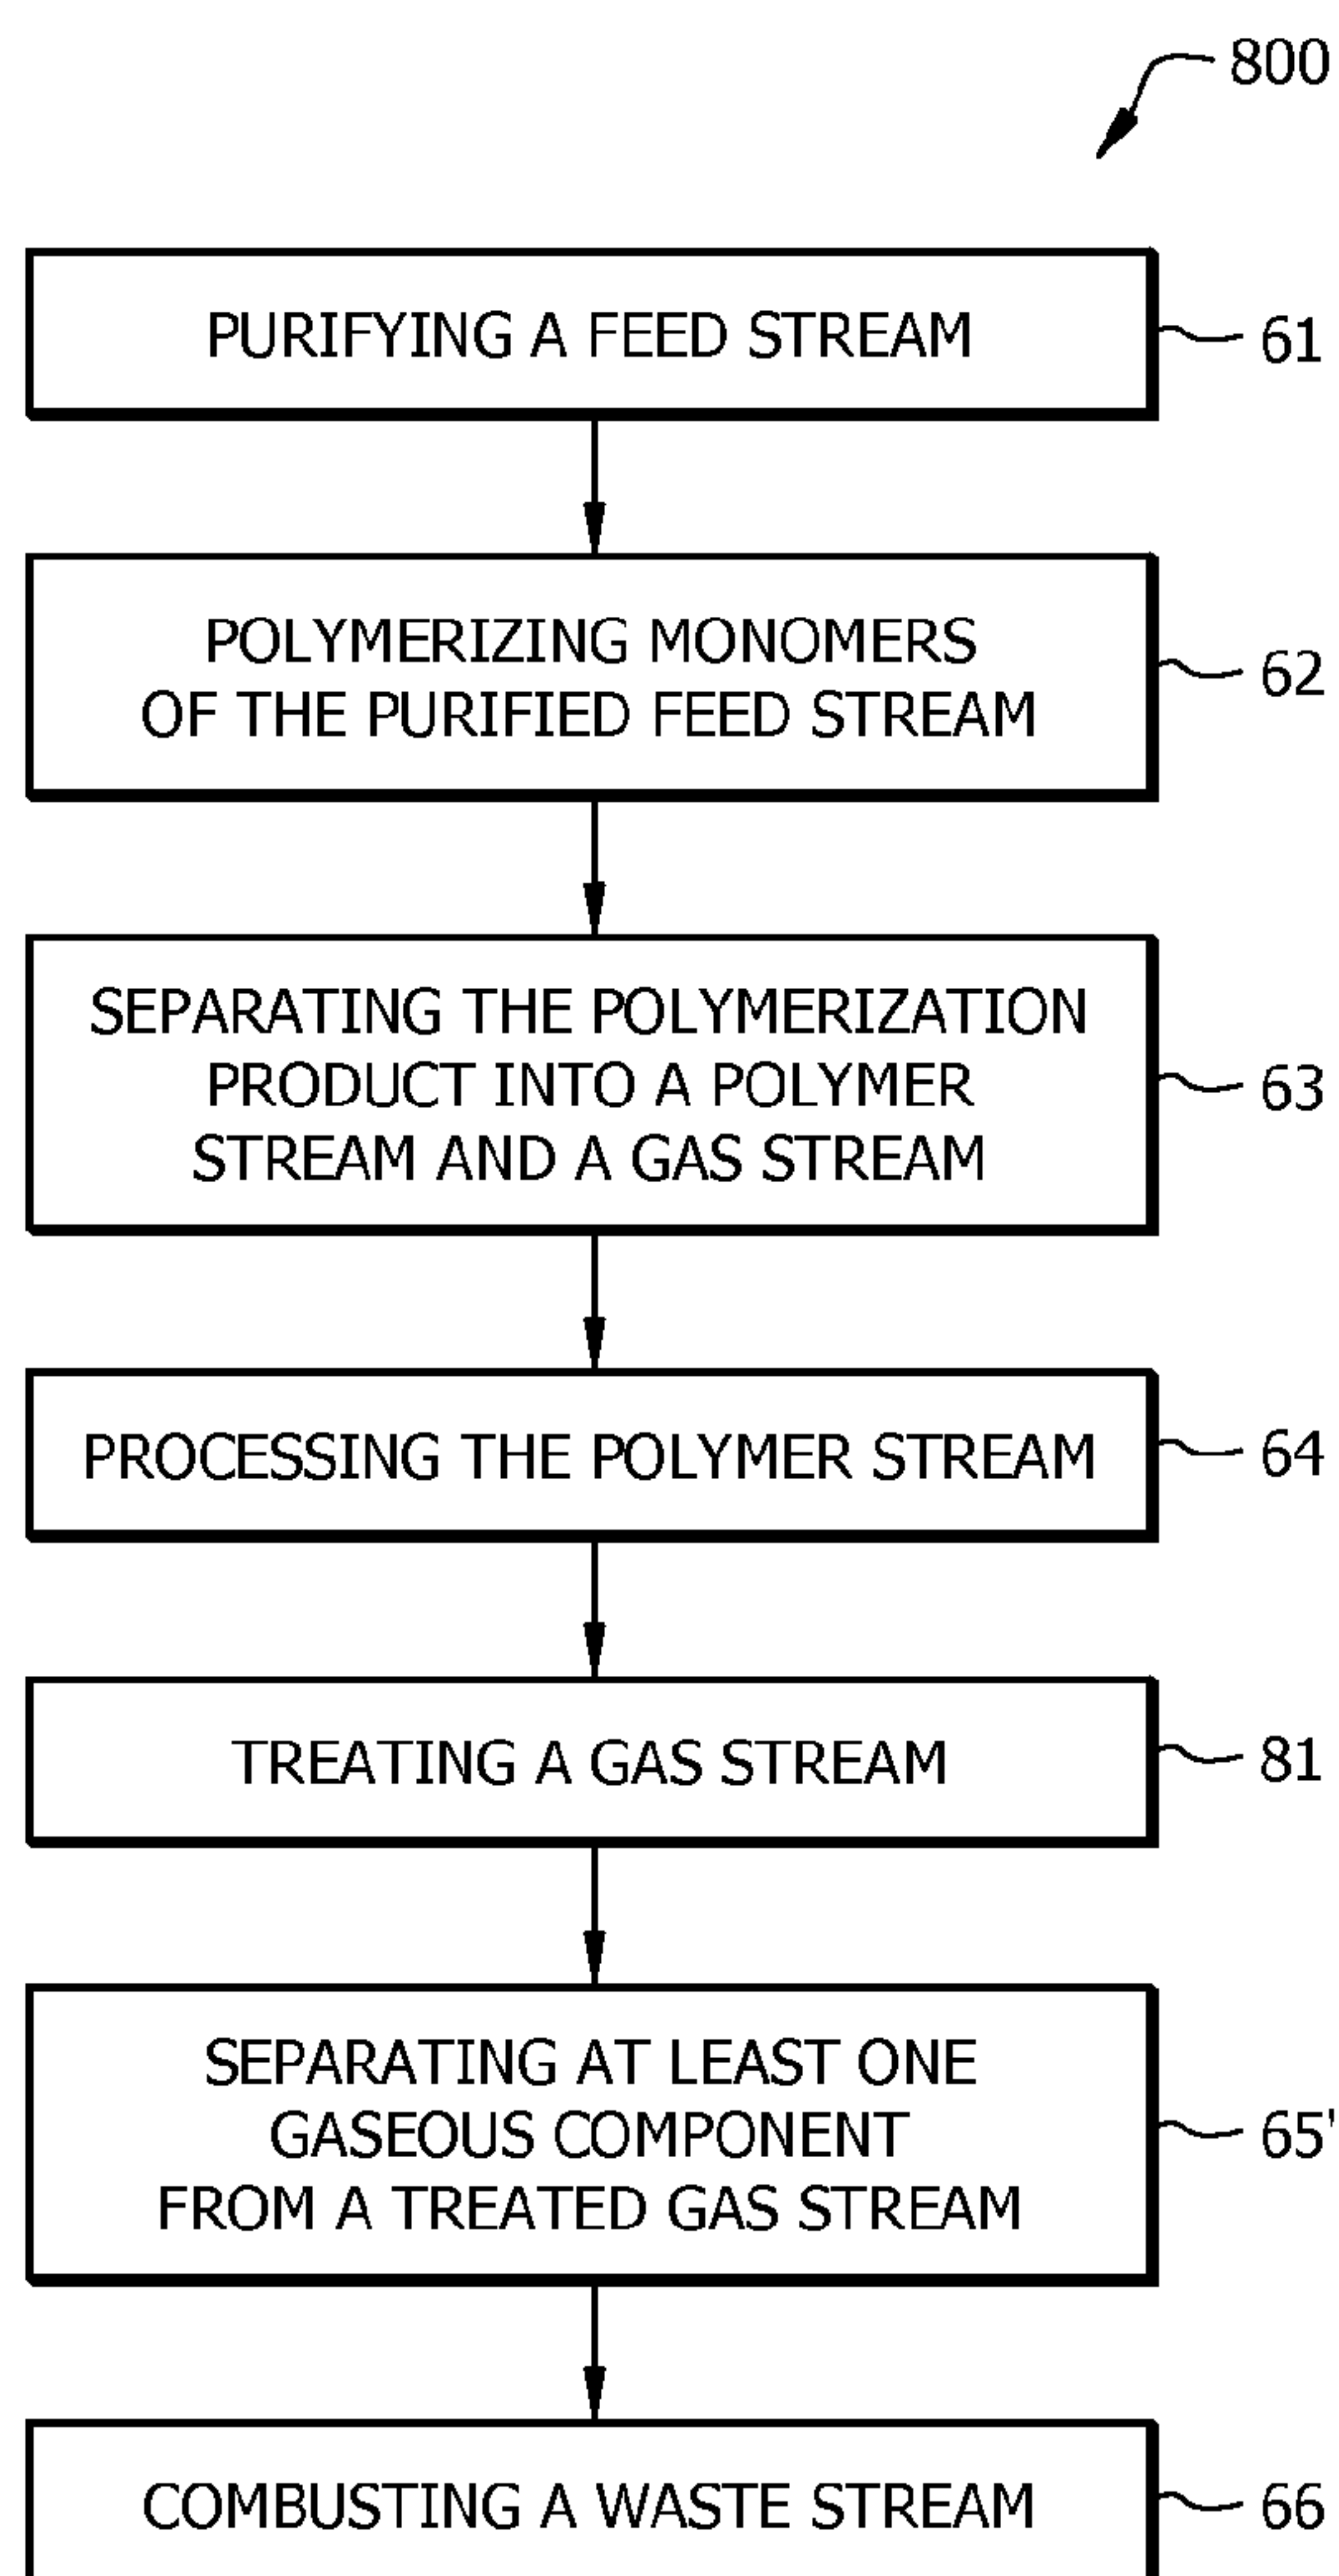 800
PURIFYING A FEED STREAM
61
POLYMERIZING MONOMERS
OF THE PURIFIED FEED STREAM
62
SEPARATING THE POLYMERIZATION
PRODUCT INTO A POLYMER
STREAM AND A GAS STREAM
63
PROCESSING THE POLYMER STREAM
64
TREATING A GAS STREAM
81
SEPARATING AT LEAST ONE
GASEOUS COMPONENT
FROM A TREATED GAS STREAM
65'
COMBUSTING A WASTE STREAM
66